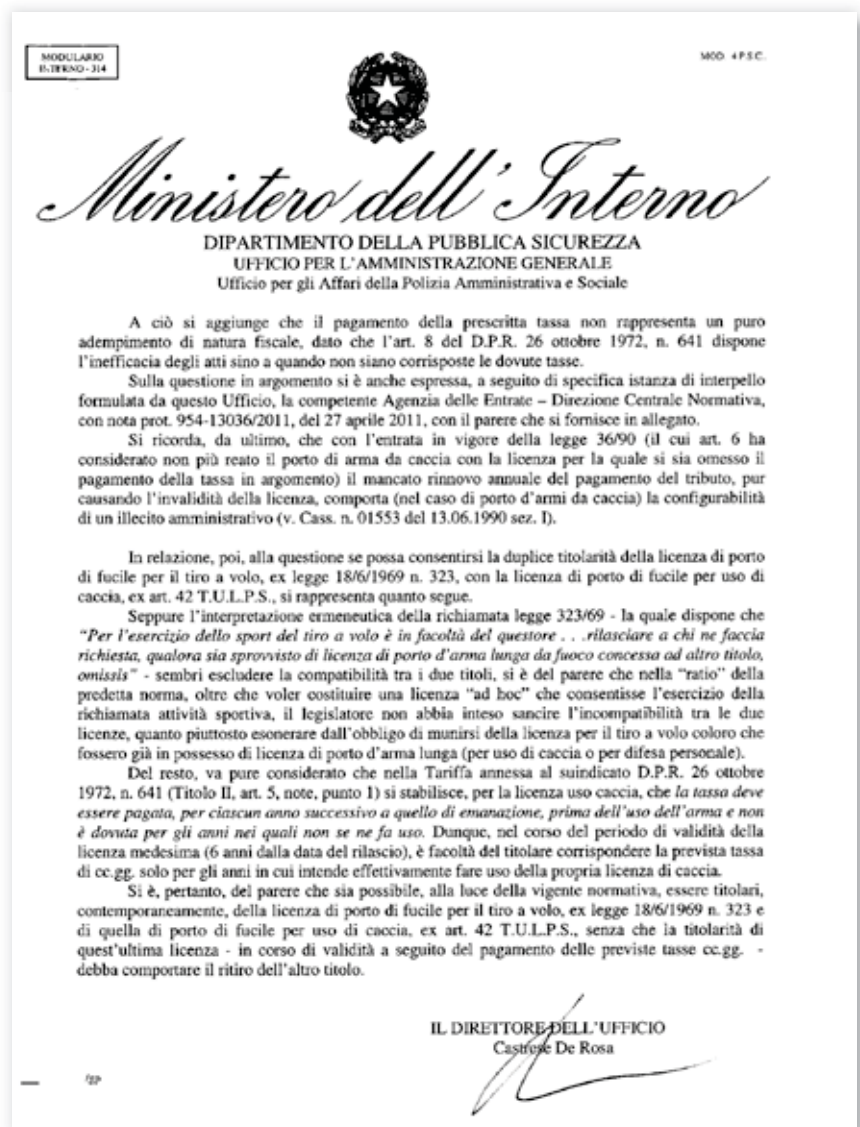 MODULARIO
INTERNO - 314
MOD. 4 P.S.C.
Ministero dell'Interno
DIPARTIMENTO DELLA PUBBLICA SICUREZZA
UFFICIO PER L'AMMINISTRAZIONE GENERALE
Ufficio per gli Affari della Polizia Amministrativa e Sociale
A ciò si aggiunge che il pagamento della prescritta tassa non rappresenta un puro
adempimento di natura fiscale, dato che l'art. 8 del D.P.R. 26 ottobre 1972, n. 641 dispone
l'inefficacia degli atti sino a quando non siano corrisposte le dovute tasse.
Sulla questione in argomento si è anche espressa, a seguito di specifica istanza di interpello
formulata da questo Ufficio, la competente Agenzia delle Entrate – Direzione Centrale Normativa,
con nota prot. 954-13036/2011, del 27 aprile 2011, con il parere che si fornisce in allegato.
Si ricorda, da ultimo, che con l'entrata in vigore della legge 36/90 (il cui art. 6 ha
considerato non più reato il porto di arma da caccia con la licenza per la quale si sia omesso il
pagamento della tassa in argomento) il mancato rinnovo annuale del pagamento del tributo, pur
causando l'invalidità della licenza, comporta (nel caso di porto d'armi da caccia) la configurabilità
di un illecito amministrativo (v. Cass. n. 01553 del 13.06.1990 sez. I).
In relazione, poi, alla questione se possa consentirsi la duplice titolarità della licenza di porto
di fucile per il tiro a volo, ex legge 18/6/1969 n. 323, con la licenza di porto di fucile per uso di
caccia, ex art. 42 T.U.L.P.S., si rappresenta quanto segue.
Seppure l'interpretazione ermeneutica della richiamata legge 323/69 - la quale dispone che
"Per l'esercizio dello sport del tiro a volo è in facoltà del questore . . .rilasciare a chi ne faccia
richiesta, qualora sia sprovvisto di licenza di porto d'arma lunga da fuoco concessa ad altro titolo,
omissis" - sembri escludere la compatibilità tra i due titoli, si è del parere che nella "ratio" della
predetta norma, oltre che voler costituire una licenza "ad hoc" che consentisse l'esercizio della
richiamata attività sportiva, il legislatore non abbia inteso sancire l'incompatibilità tra le due
licenze, quanto piuttosto esonerare dall'obbligo di munirsi della licenza per il tiro a volo coloro che
fossero già in possesso di licenza di porto d'arma lunga (per uso di caccia o per difesa personale).
Del resto, va pure considerato che nella Tariffa annessa al suindicato D.P.R. 26 ottobre
1972, n. 641 (Titolo II, art. 5, note, punto 1) si stabilisce, per la licenza uso caccia, che la tassa deve
essere pagata, per ciascun anno successivo a quello di emanazione, prima dell'uso dell'arma e non
è dovuta per gli anni nei quali non se ne fa uso. Dunque, nel corso del periodo di validità della
licenza medesima (6 anni dalla data del rilascio), è facoltà del titolare corrispondere la prevista tassa
di cc.gg. solo per gli anni in cui intende effettivamente fare uso della propria licenza di caccia.
Si è, pertanto, del parere che sia possibile, alla luce della vigente normativa, essere titolari,
contemporaneamente, della licenza di porto di fucile per il tiro a volo, ex legge 18/6/1969 n. 323 e
di quella di porto di fucile per uso di caccia, ex art. 42 T.U.L.P.S., senza che la titolarità di
quest'ultima licenza - in corso di validità a seguito del pagamento delle previste tasse cc.gg. -
debba comportare il ritiro dell'altro titolo.
IL DIRETTORE DELL'UFFICIO
Castrese De Rosa